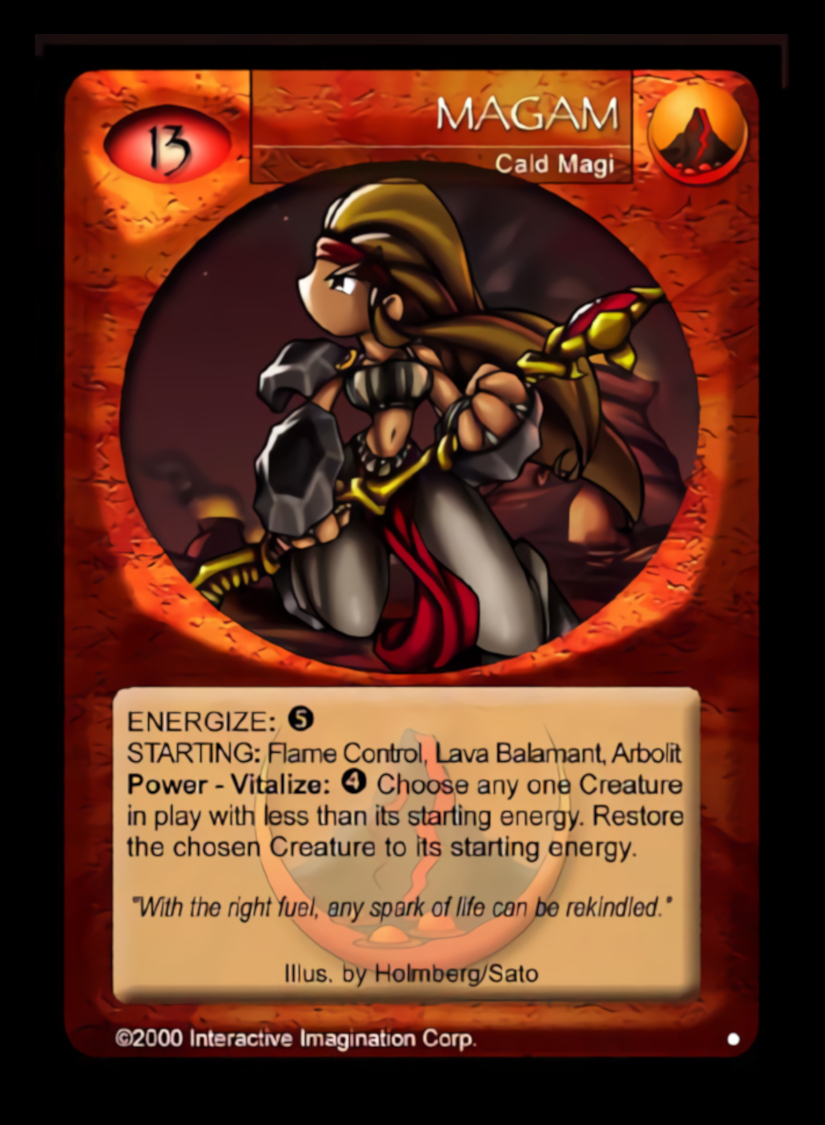 13
MAGAM
Cald Magi
ENERGIZE: 5
STARTING: Flame Control, Lava Balamant, Arbolit
Power - Vitalize: 4 Choose any one Creature
in play with less than its starting energy. Restore
the chosen Creature to its starting energy.
"With the right fuel, any spark of life can be rekindled."
Illus. by Holmberg/Sato
©2000 Interactive Imagination Corp.